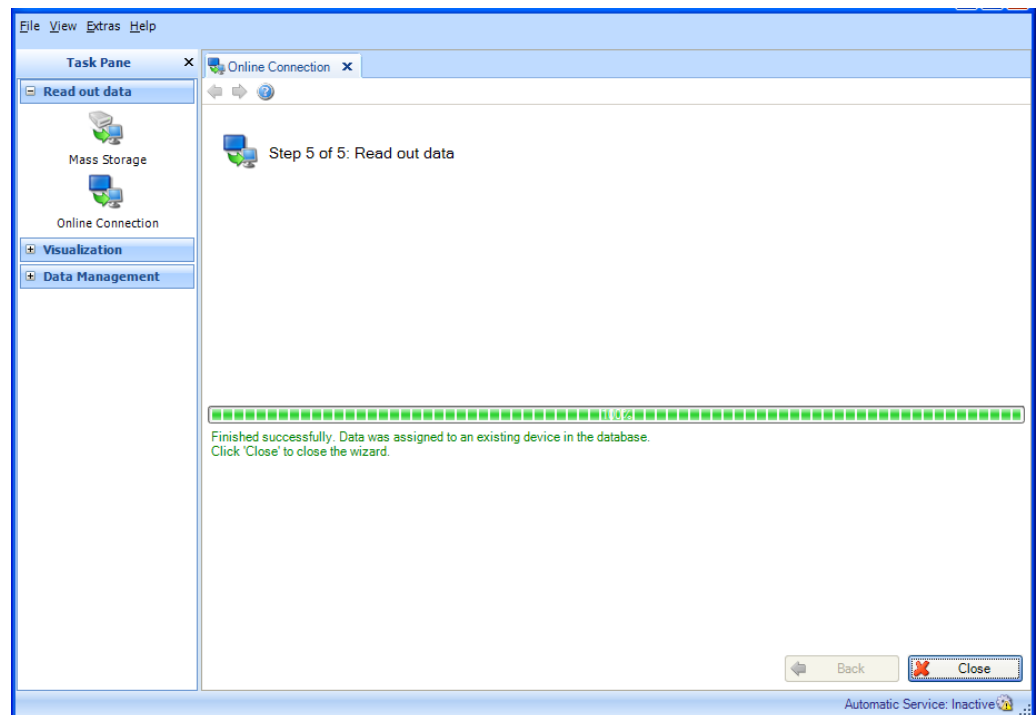 File View Extras Help
Task Pane
Online Connection
Read out data
Mass Storage
Online Connection
Visualization
Data Management
Step 5 of 5: Read out data
100%
Finished successfully. Data was assigned to an existing device in the database.
Click 'Close' to close the wizard.
Back
Close
Automatic Service: Inactive